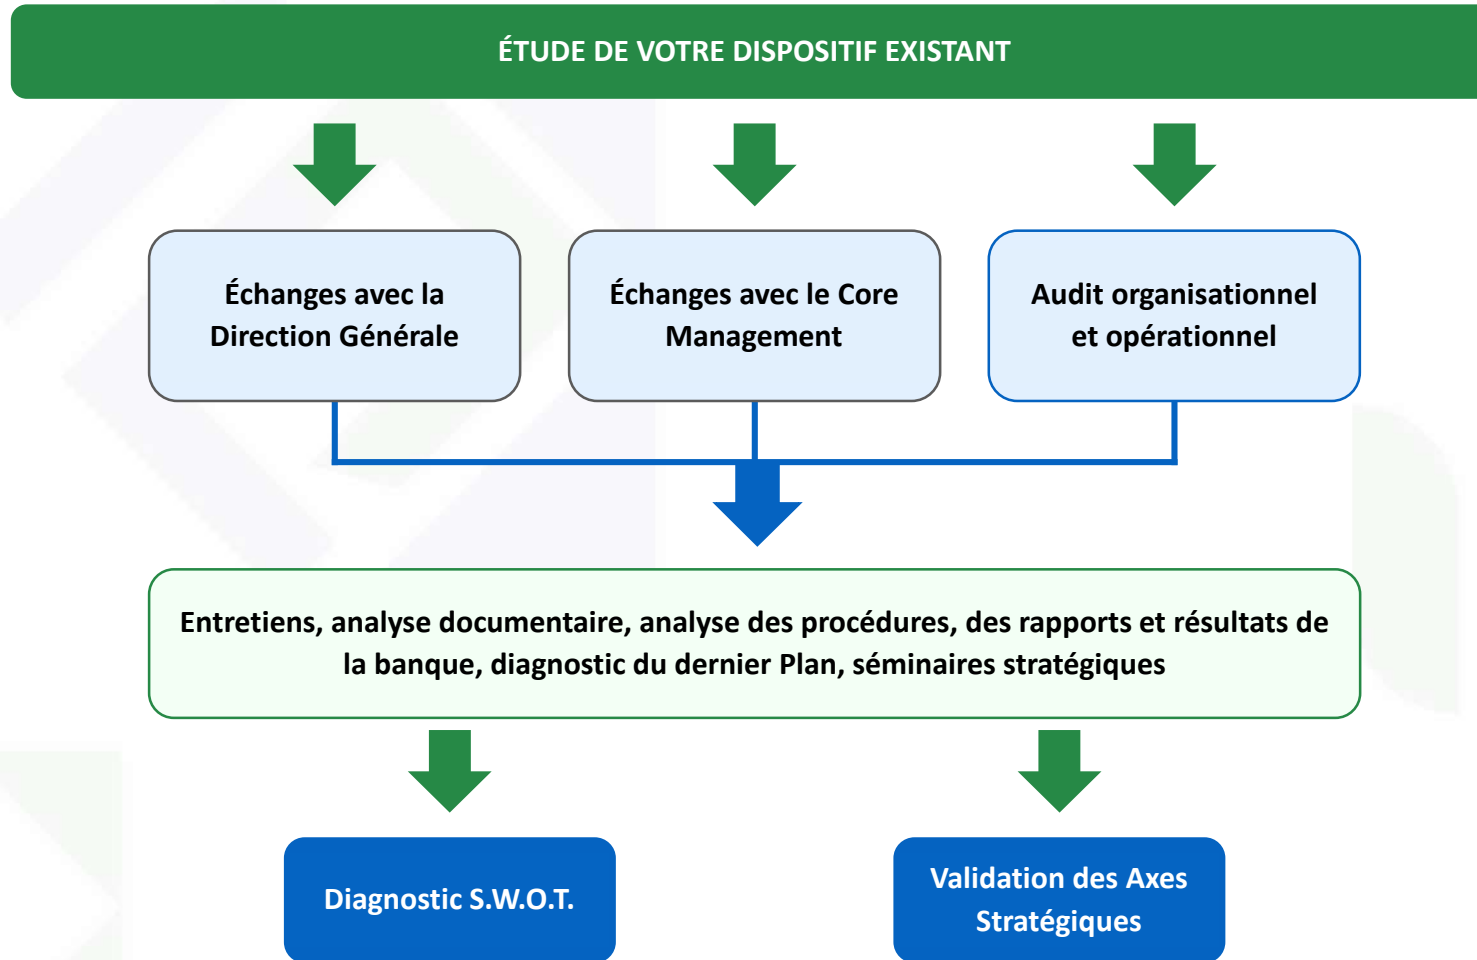 ÉTUDE DE VOTRE DISPOSITIF EXISTANT
Échanges avec la
Direction Générale
Échanges avec le Core
Management
Audit organisationnel
et opérationnel
Entretiens, analyse documentaire, analyse des procédures, des rapports et résultats de
la banque, diagnostic du dernier Plan, séminaires stratégiques
Diagnostic S.W.O.T.
Validation des Axes
Stratégiques